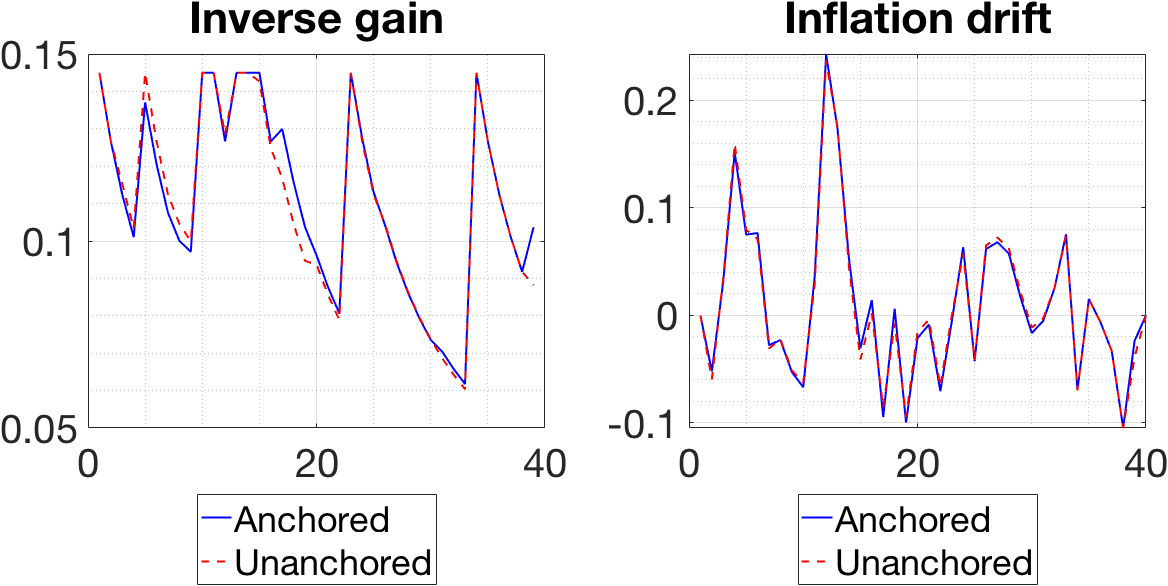 Inverse gain
0.15
0.1
0.05
0
20
40
Anchored
Unanchored
Inflation drift
0.2
0.1
0
-0.1
0
20
40
Anchored
Unanchored